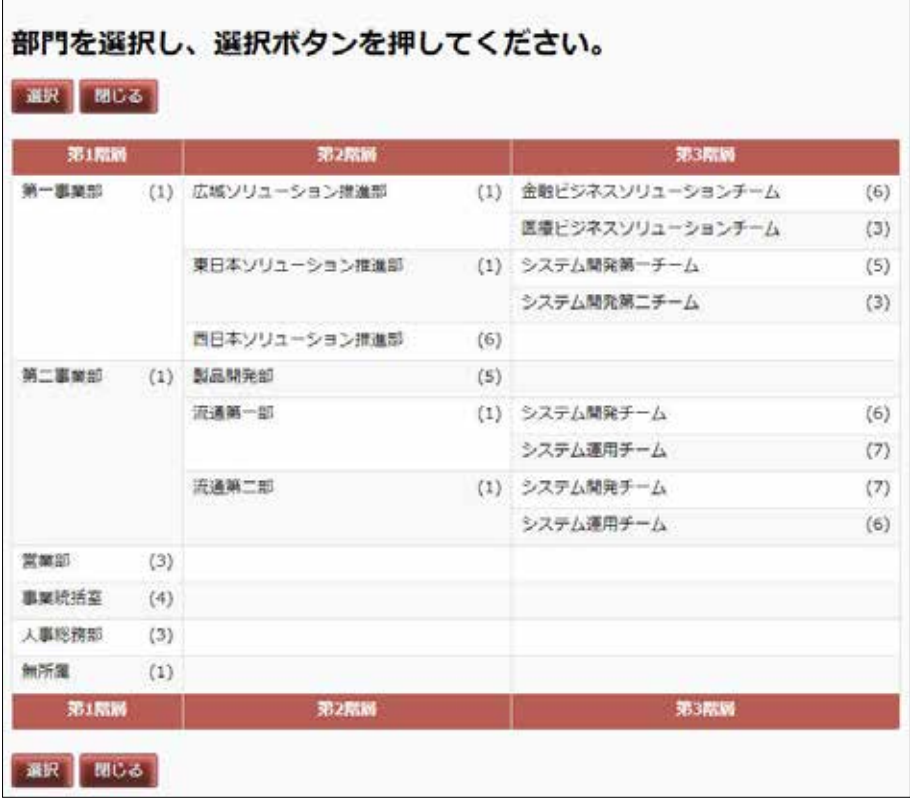 部門を選択し、選択ボタンを押してください。
選択 閉じる
第1階層 第2階層 第3階層
第一事業部 (1) 広域ソリューション推進部 (1) 金融ビジネスソリューションチーム (6)
医療ビジネスソリューションチーム (3)
東日本ソリューション推進部 (1) システム開発第一チーム (5)
システム開発第二チーム (3)
西日本ソリューション推進部 (6)
第二事業部 (1) 製品開発部 (5)
流通第一部 (1) システム開発チーム (6)
システム運用チーム (7)
流通第二部 (1) システム開発チーム (7)
システム運用チーム (6)
営業部 (3)
事業統括室 (4)
人事総務部 (3)
無所属 (1)
第1階層 第2階層 第3階層
選択 閉じる